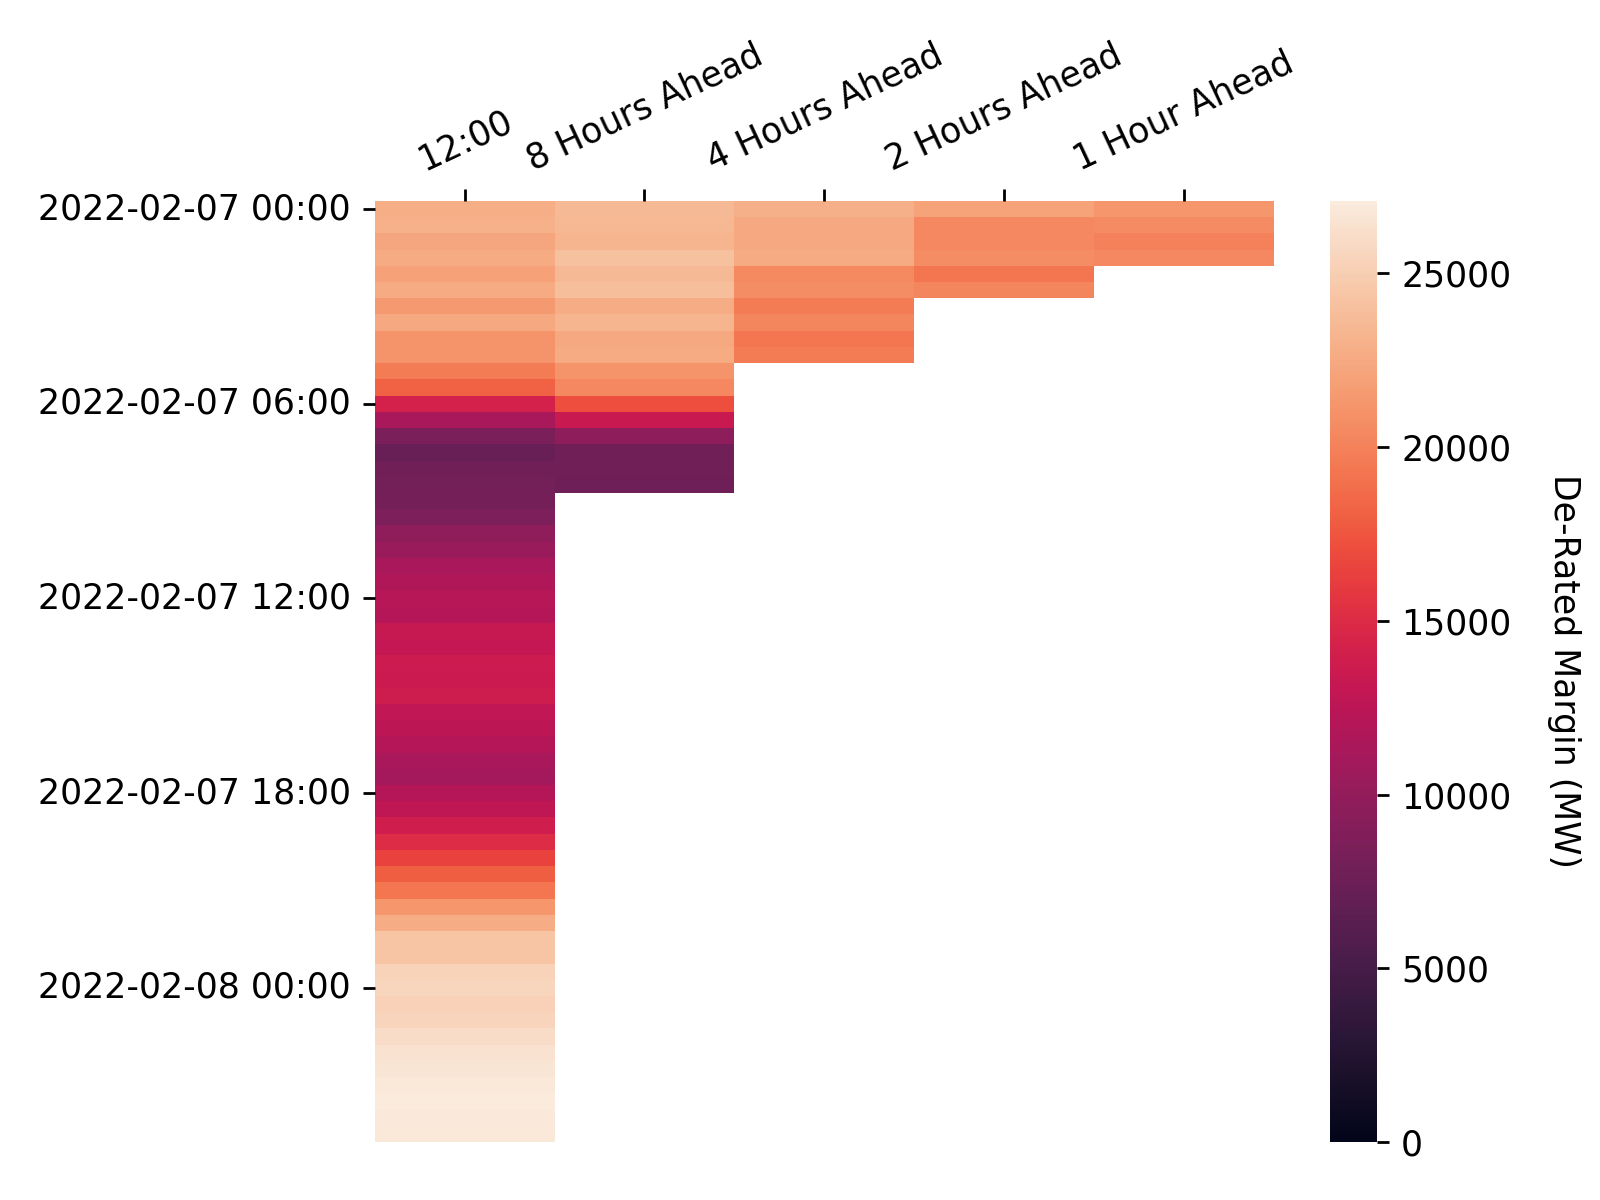 12:00
8 Hours Ahead
4 Hours Ahead
2 Hours Ahead
1 Hour Ahead
2022-02-07 00:00
2022-02-07 06:00
2022-02-07 12:00
2022-02-07 18:00
2022-02-08 00:00
25000
20000
15000
10000
5000
0
De-Rated Margin (MW)